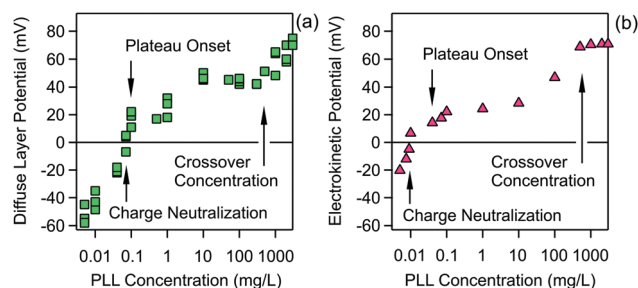 (a)
80
60
40
20
0
-20
-40
-60
Diffuse Layer Potential (mV)
Plateau Onset
Crossover
Concentration
Charge Neutralization
0.01 0.1 1 10 100 1000
PLL Concentration (mg/L)
(b)
80
60
40
20
0
-20
-40
-60
Electrokinetic Potential (mV)
Plateau Onset
Crossover
Concentration
Charge Neutralization
0.01 0.1 1 10 100 1000
PLL Concentration (mg/L)